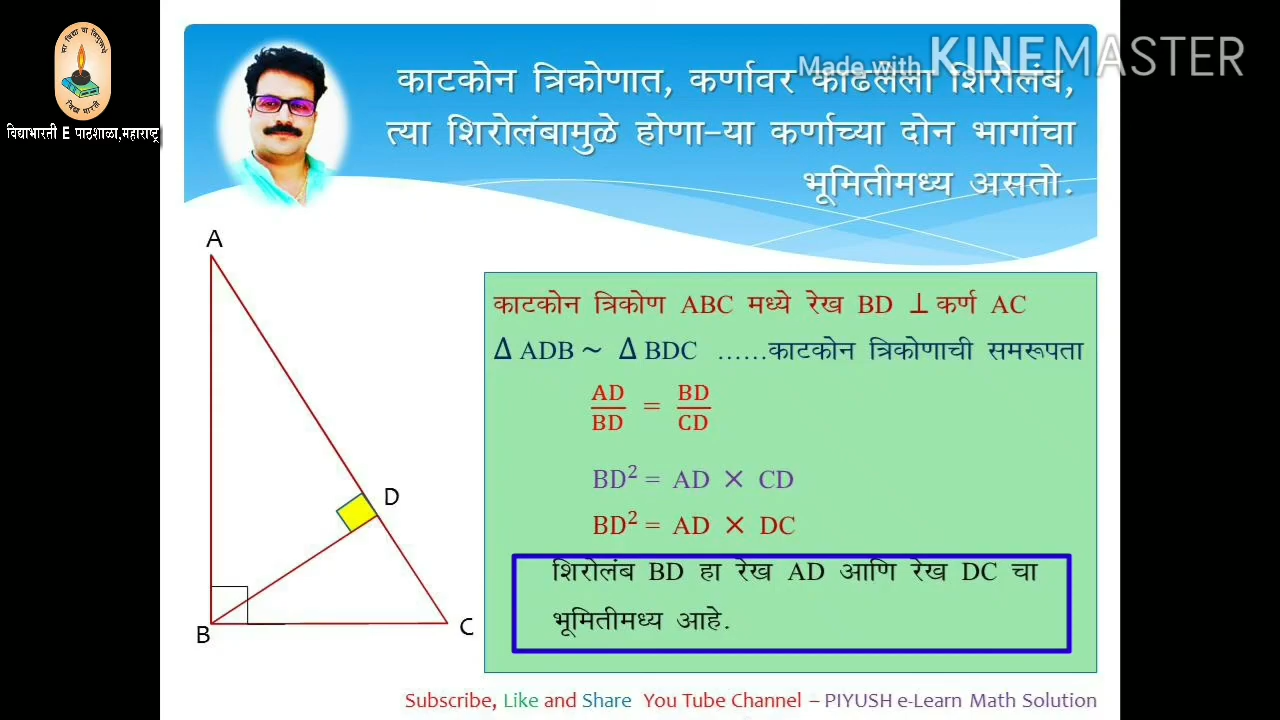 Made with KINEMASTER
विद्याभारती E पाठशाळा,महाराष्ट्र
काटकोन त्रिकोणात, कर्णावर काढलेला शिरोलंब,
त्या शिरोलंबामुळे होणा-या कर्णाच्या दोन भागांचा
भूमितीमध्य असतो.
A
D
B
C
काटकोन त्रिकोण ABC मध्ये रेख BD ⊥ कर्ण AC
Δ ADB ~ Δ BDC ......काटकोन त्रिकोणाची समरूपता
AD/BD = BD/CD
BD² = AD × CD
BD² = AD × DC
शिरोलंब BD हा रेख AD आणि रेख DC चा
भूमितीमध्य आहे.
Subscribe, Like and Share You Tube Channel – PIYUSH e-Learn Math Solution